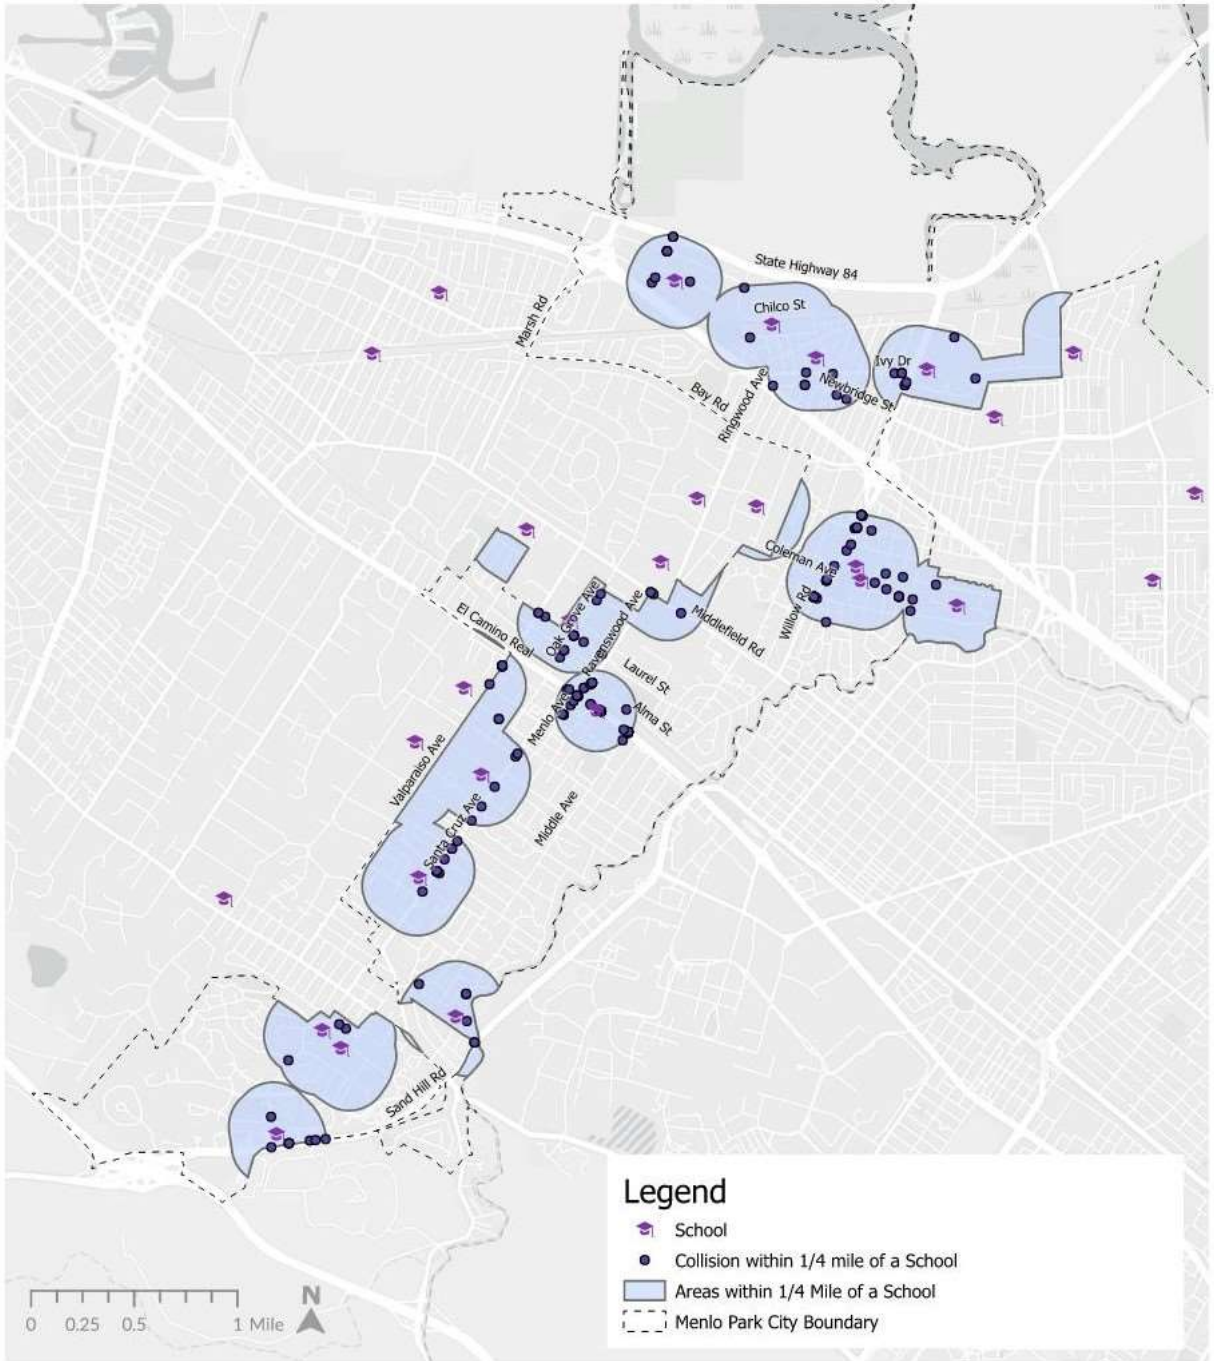 State Highway 84
Chilco St
Marsh Rd
Ivy Dr
Newbridge St
Bay Rd
Ringwood Ave
Coleman Ave
Willow Rd
Oak Grove Ave
El Camino Real
Ravenswood Ave
Middlefield Rd
Laurel St
Menlo Ave
Alma St
Valparaiso Ave
Santa Cruz Ave
Middle Ave
Sand Hill Rd
Legend
School
Collision within 1/4 mile of a School
Areas within 1/4 Mile of a School
Menlo Park City Boundary
N
0 0.25 0.5 1 Mile